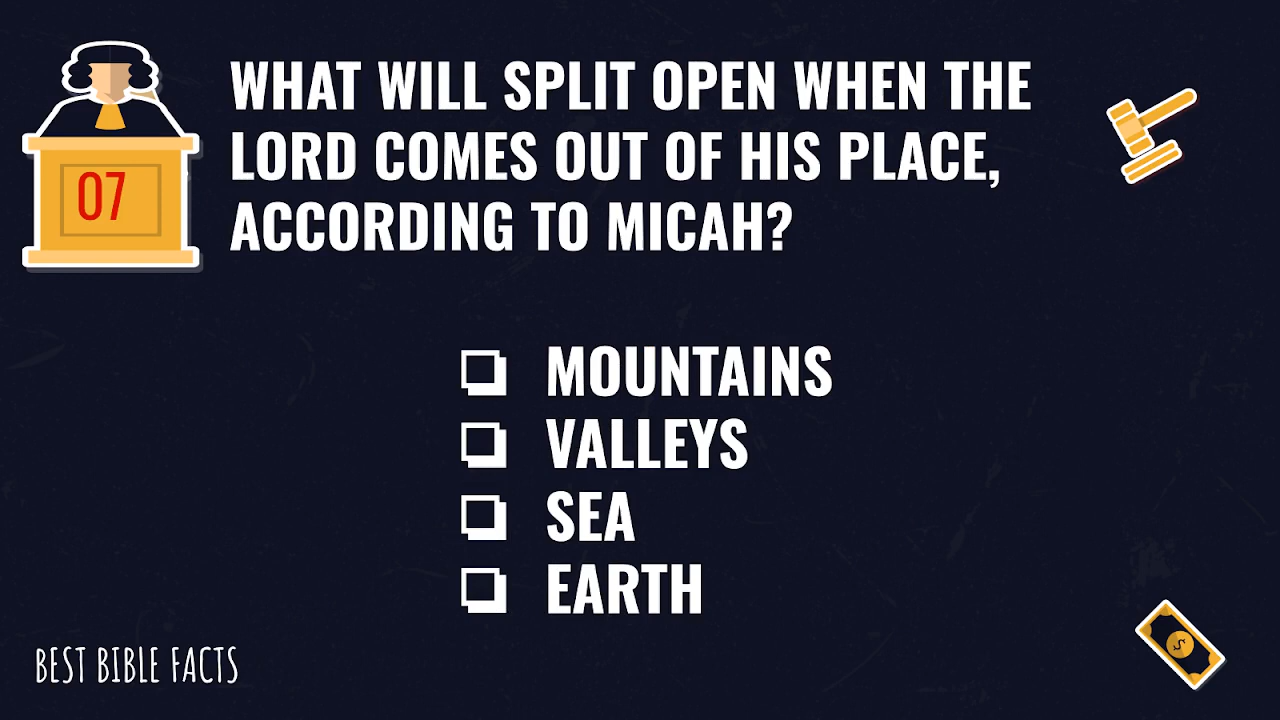 07
WHAT WILL SPLIT OPEN WHEN THE
LORD COMES OUT OF HIS PLACE,
ACCORDING TO MICAH?
MOUNTAINS
VALLEYS
SEA
EARTH
BEST BIBLE FACTS
$